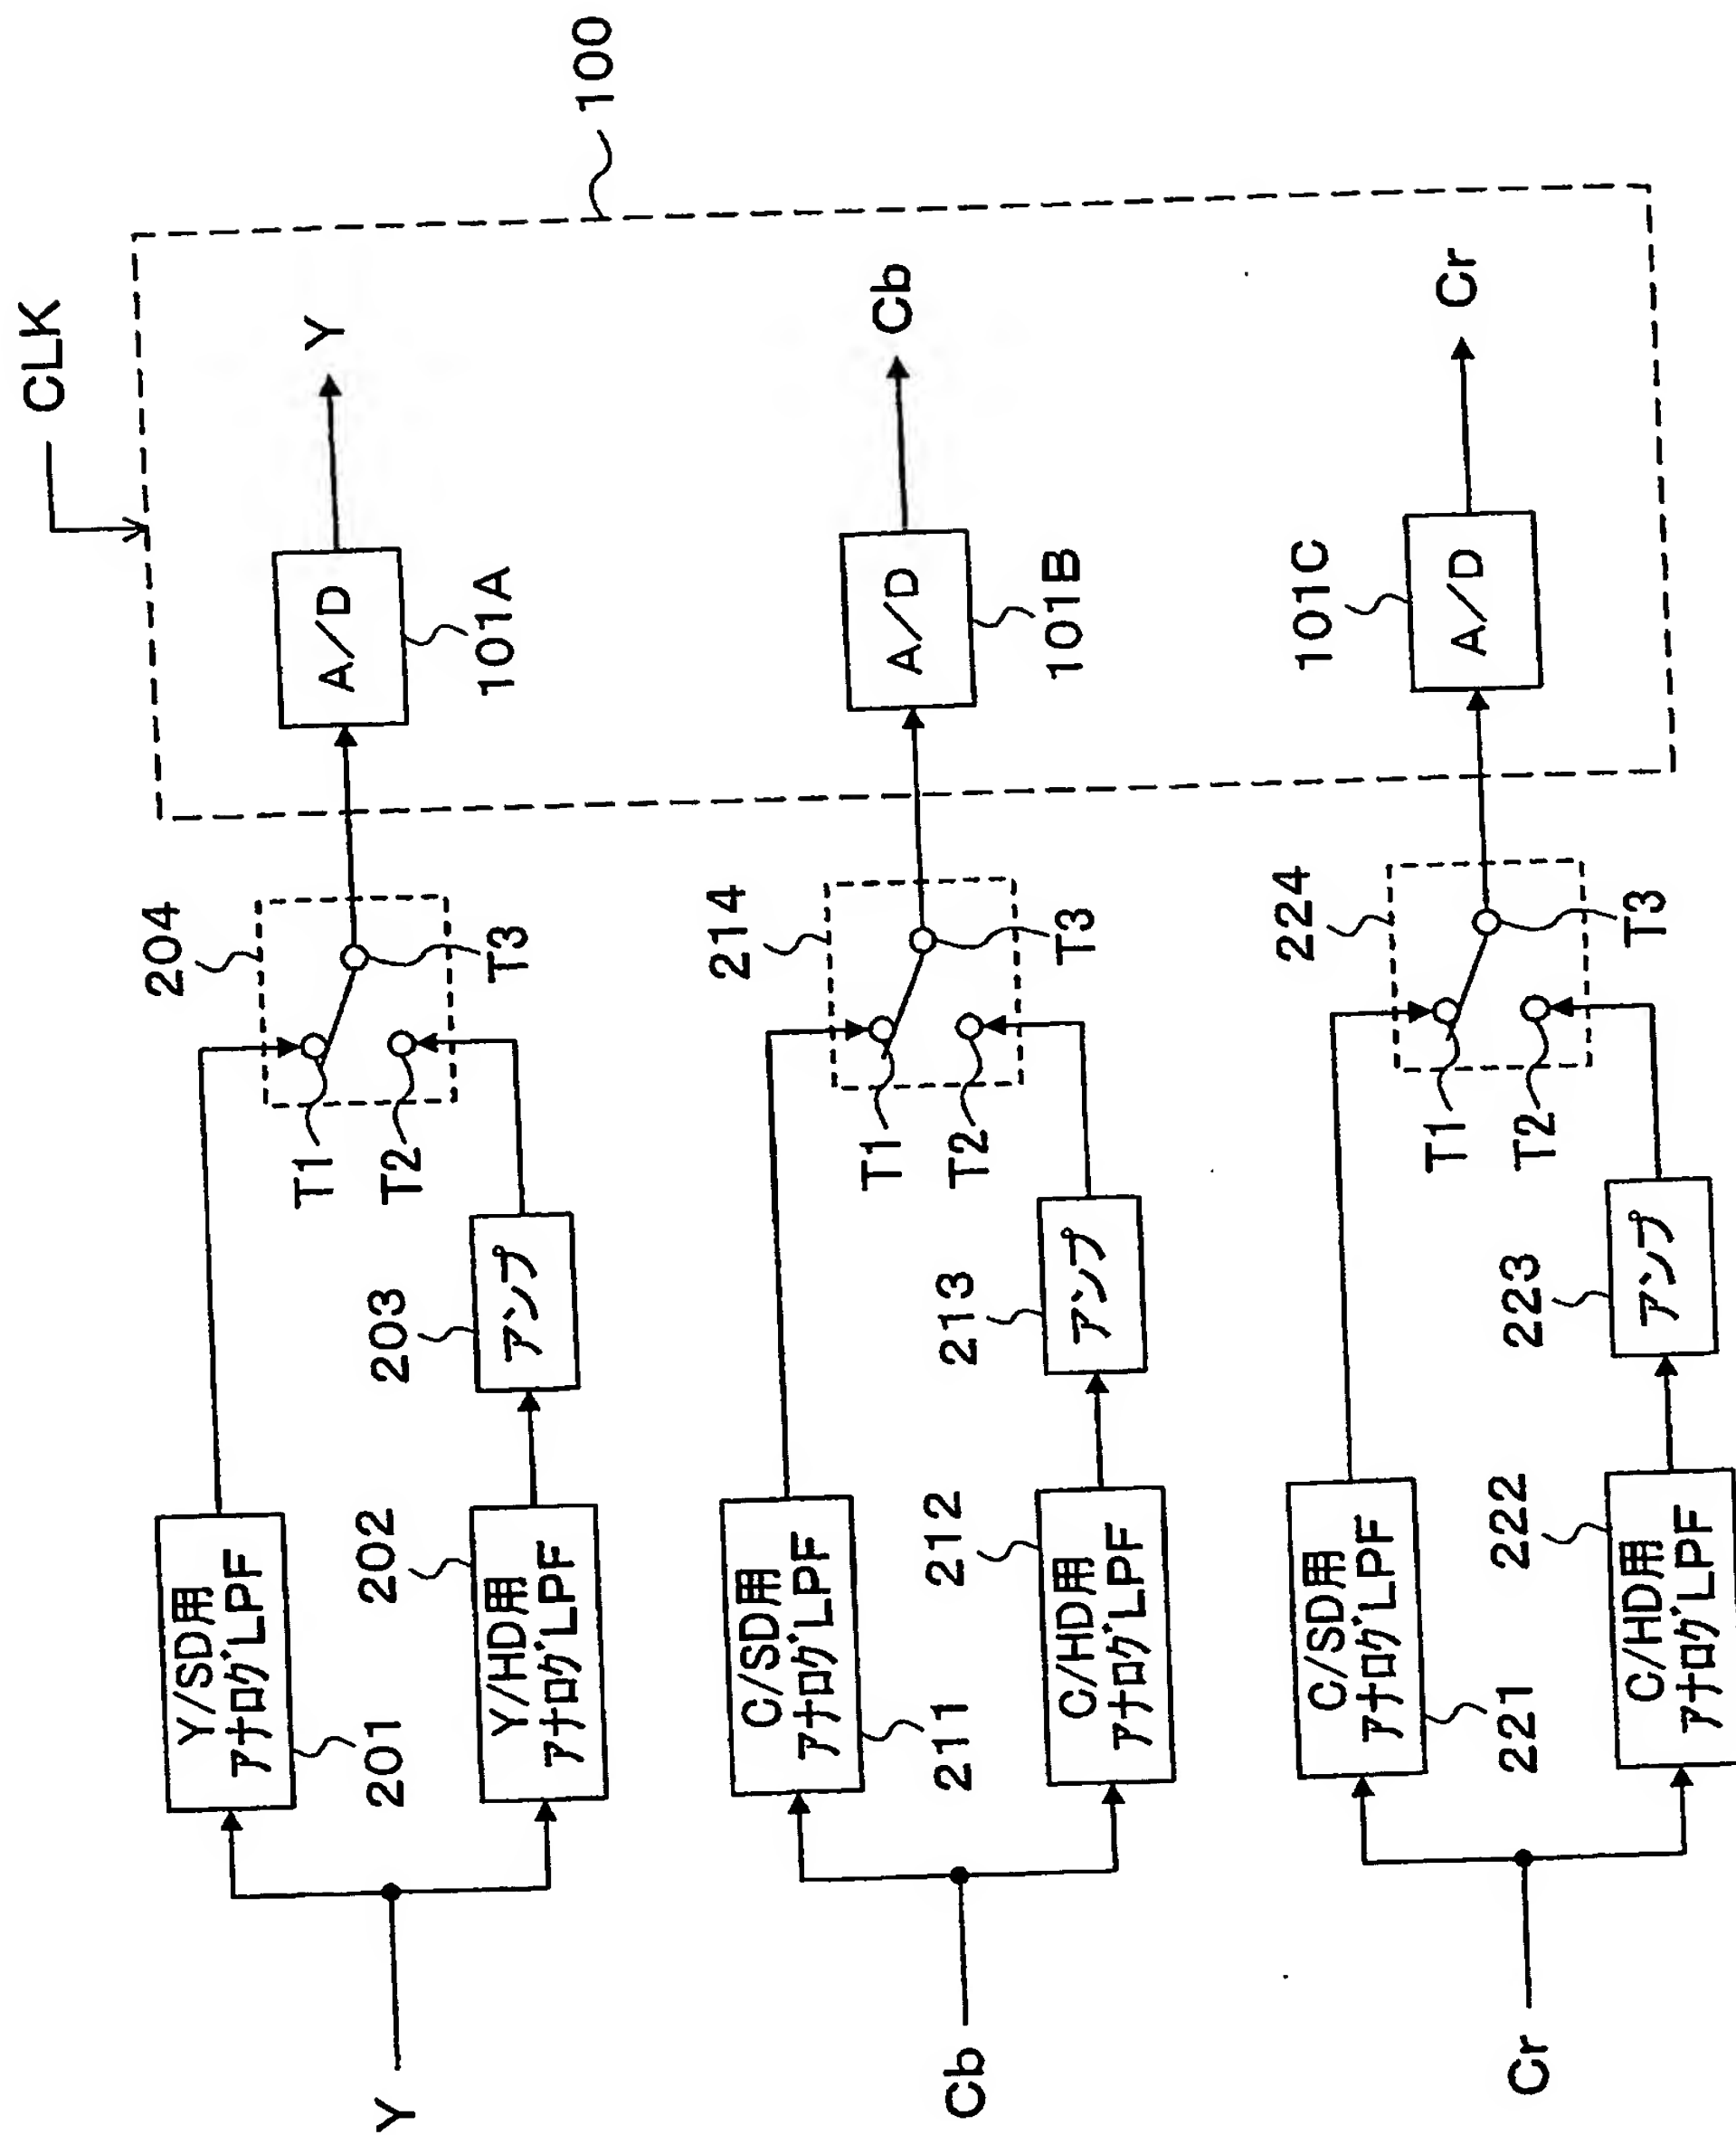 CLK
100
Y
A/D
101A
204
T1
T2
T3
Y/SD用
アナログLPF
201
203
アンプ
202
Y/HD用
アナログLPF
Y
Cb
A/D
101B
214
T1
T2
T3
C/SD用
アナログLPF
211
213
アンプ
212
C/HD用
アナログLPF
Cb
Cr
101C
A/D
224
T1
T2
T3
C/SD用
アナログLPF
221
223
アンプ
222
C/HD用
アナログLPF
Cr